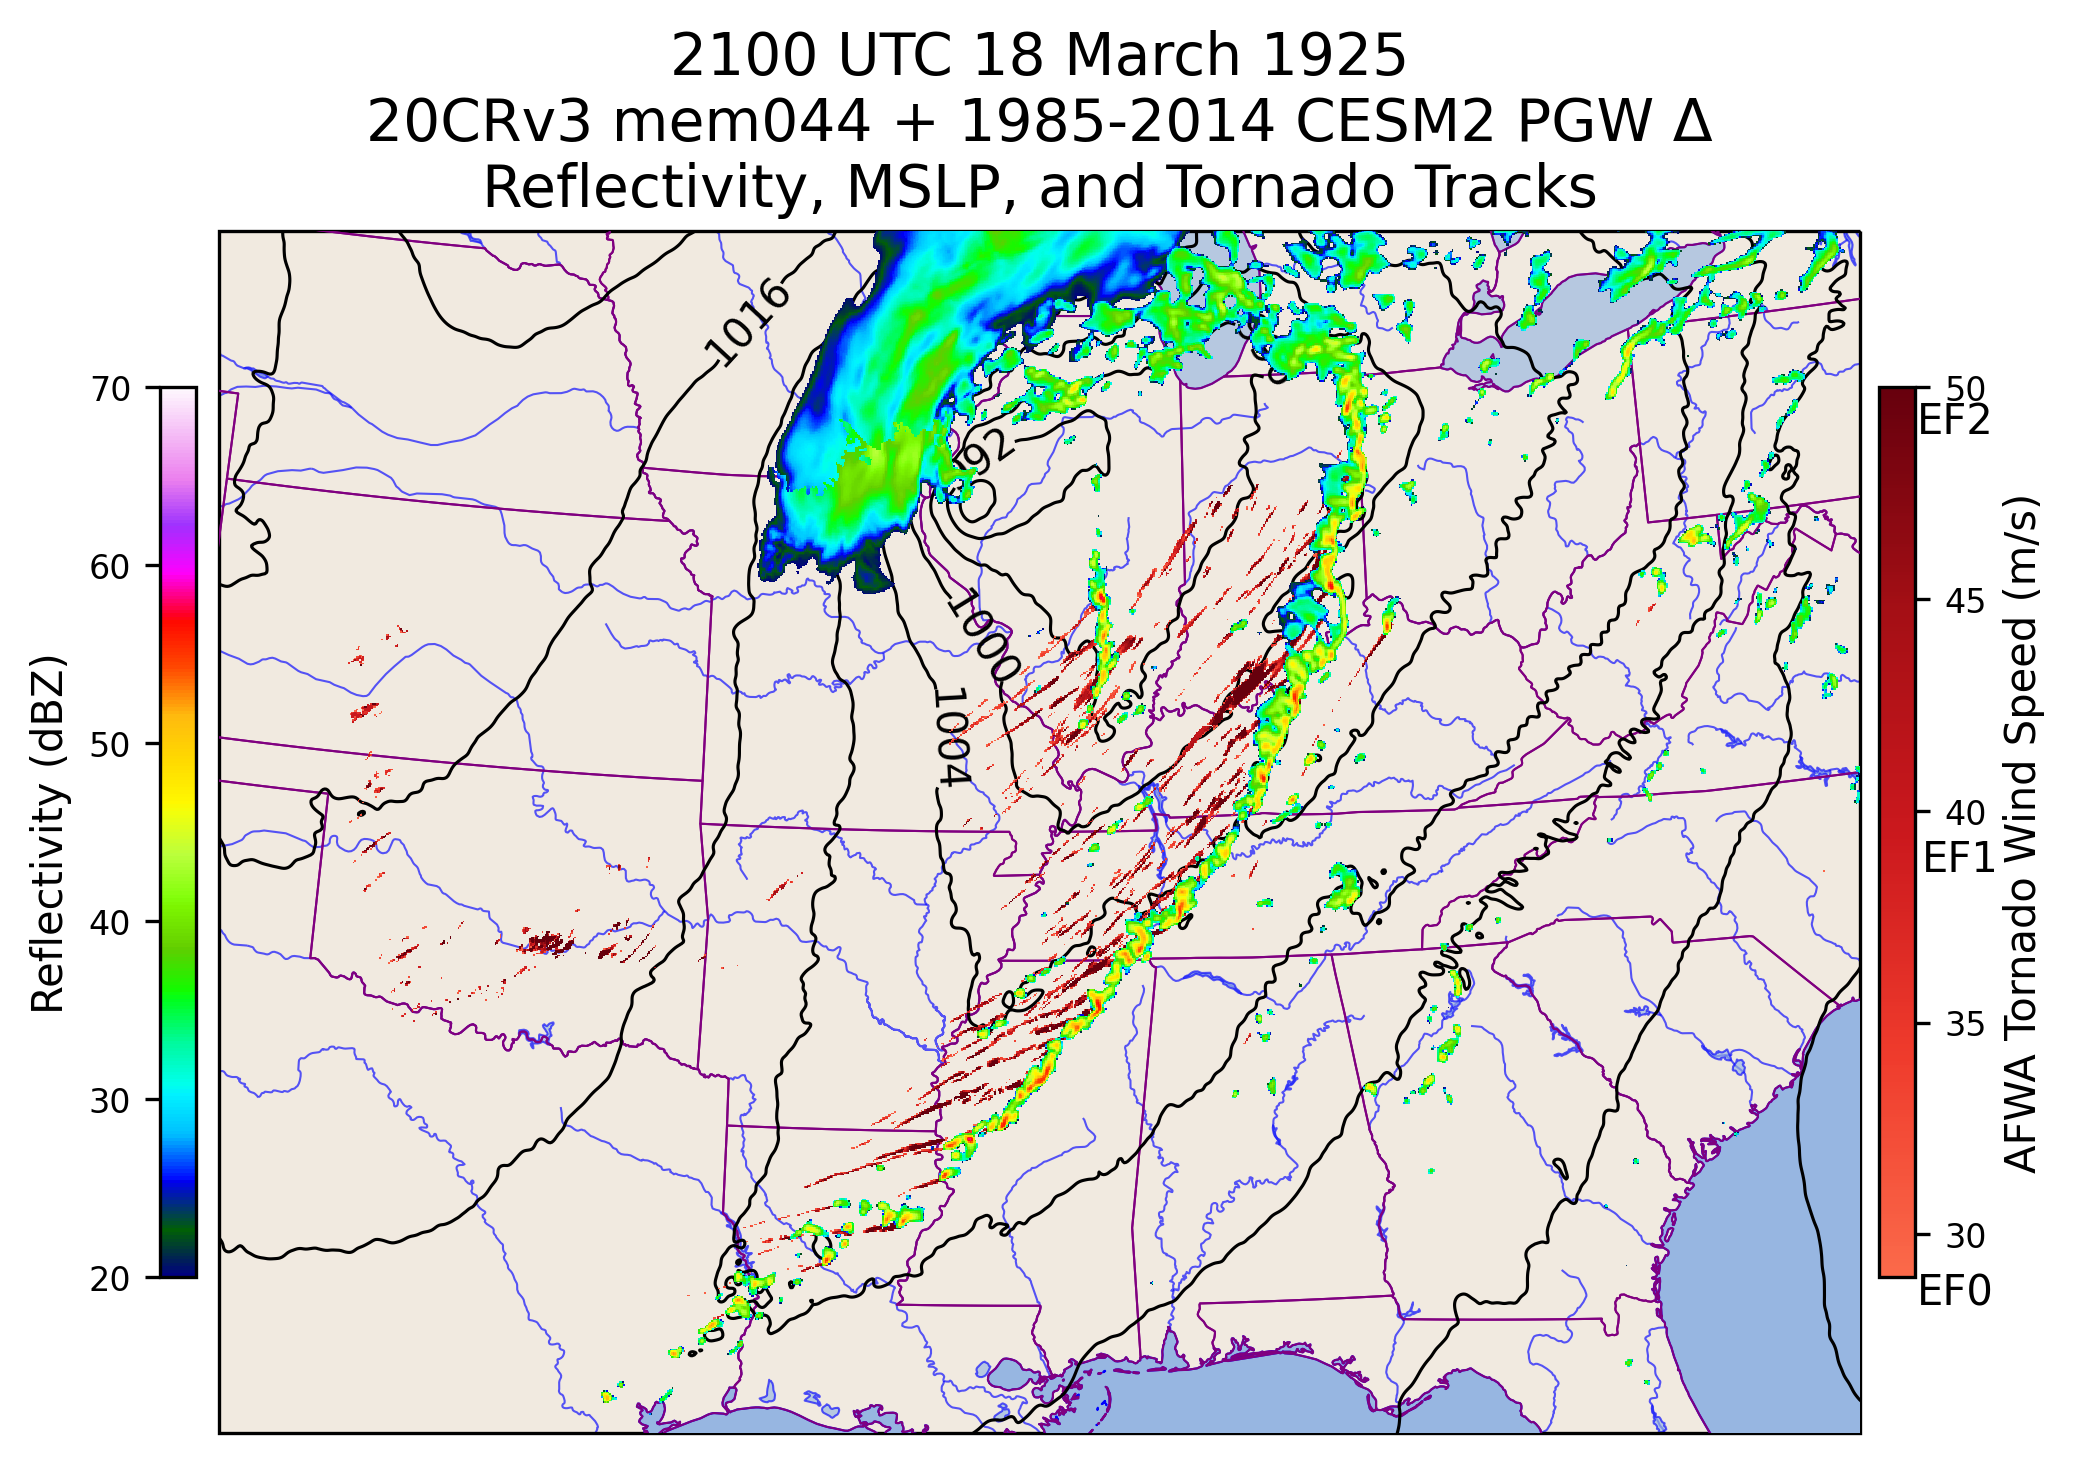 2100 UTC 18 March 1925
20CRv3 mem044 + 1985-2014 CESM2 PGW Δ
Reflectivity, MSLP, and Tornado Tracks
Reflectivity (dBZ)
70
60
50
40
30
20
1016
1000
1004
50
EF2
45
40
EF1
35
30
EF0
AFWA Tornado Wind Speed (m/s)